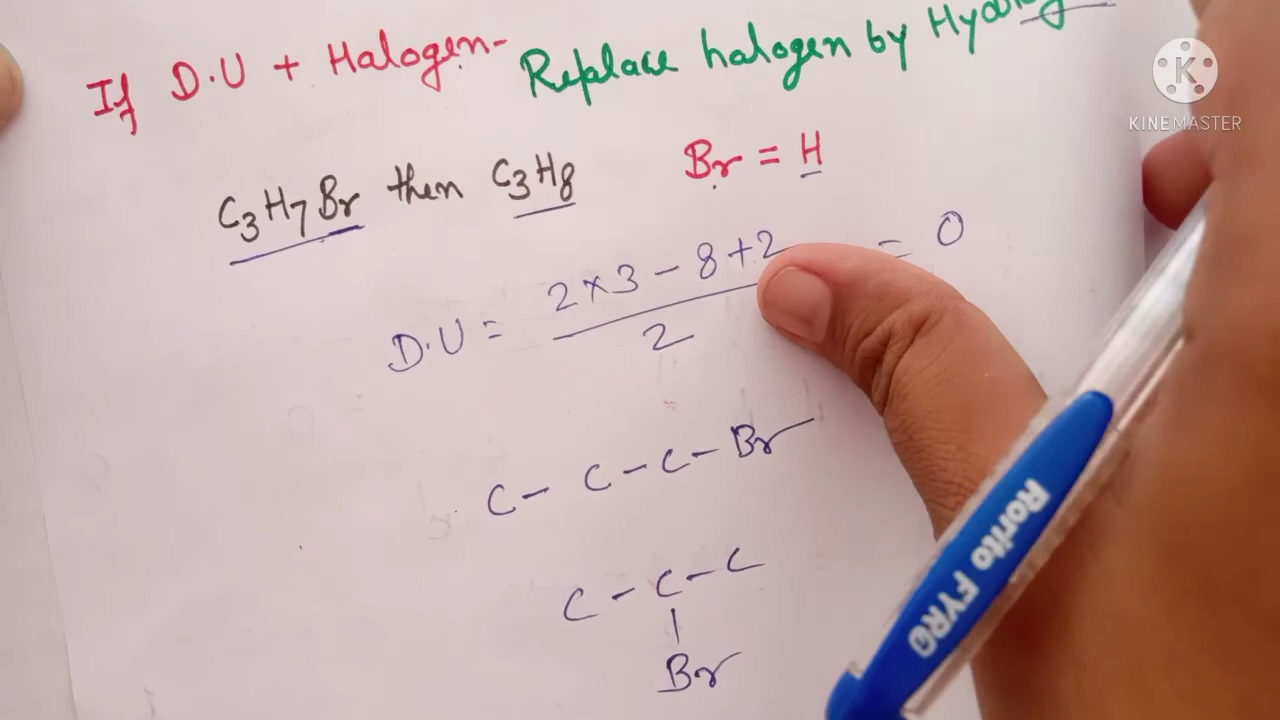 If D.U + Halogen- Replace halogen by
C3H7Br then C3H8 Br = H
D.U = 2×3-8+2 = 0
2
C- C-C-Br
C-C-C
|
Br
KINEMASTER
Rorito FYRO